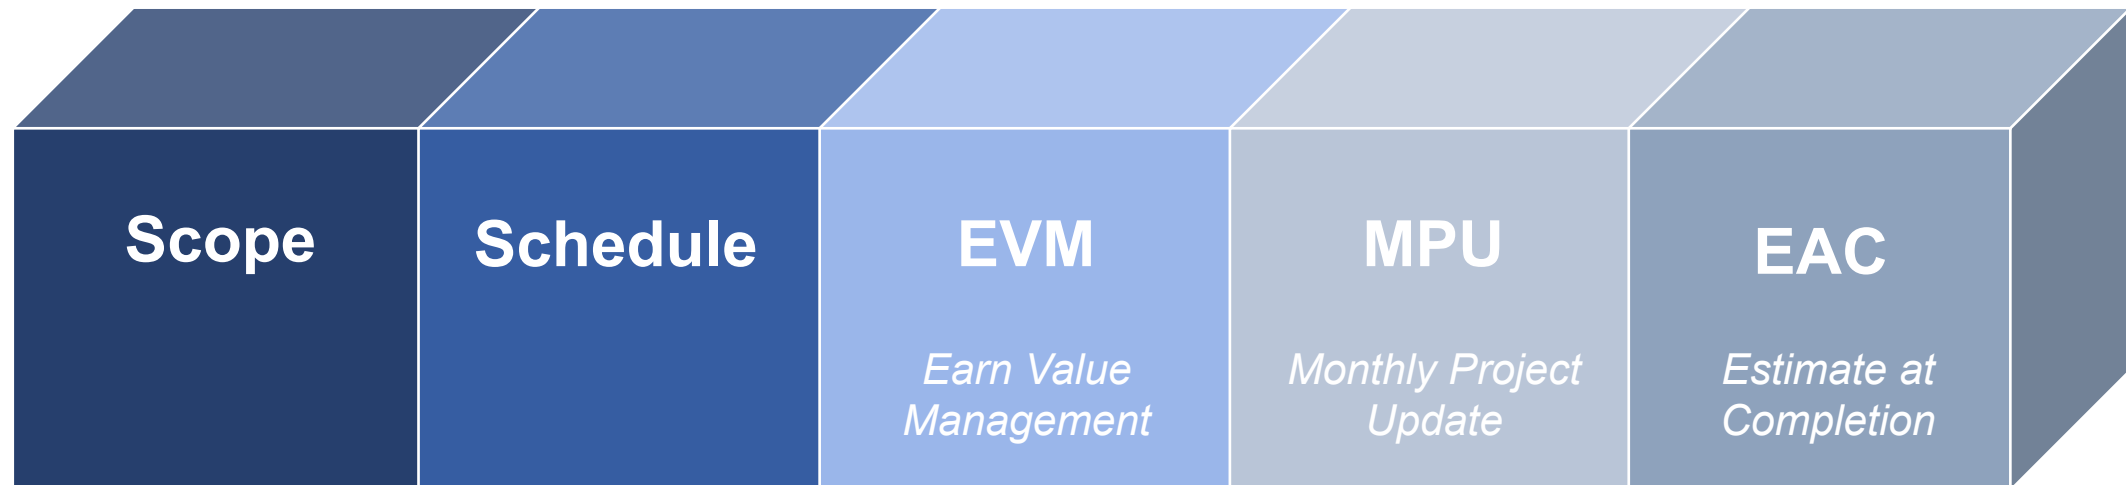 Scope
Schedule
EVM
Earn Value
Management
MPU
Monthly Project
Update
EAC
Estimate at
Completion